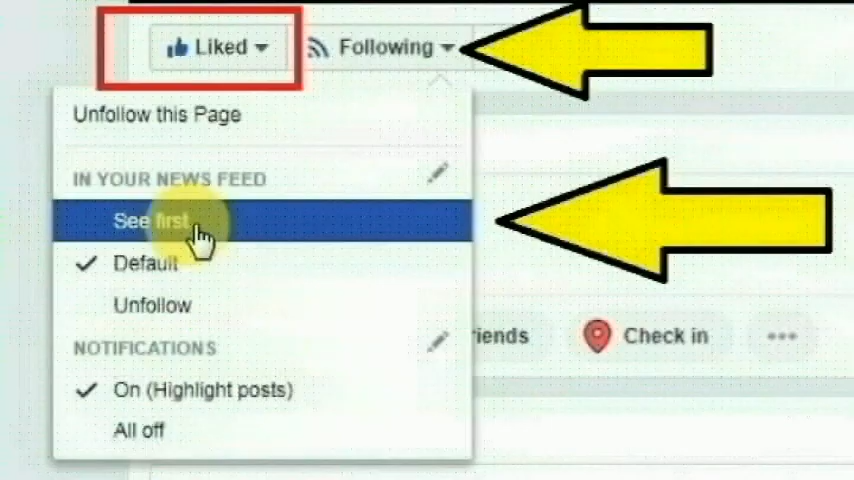 Liked
Following
Unfollow this Page
IN YOUR NEWS FEED
See first
Default
Unfollow
NOTIFICATIONS
riends
Check in
On (Highlight posts)
All off